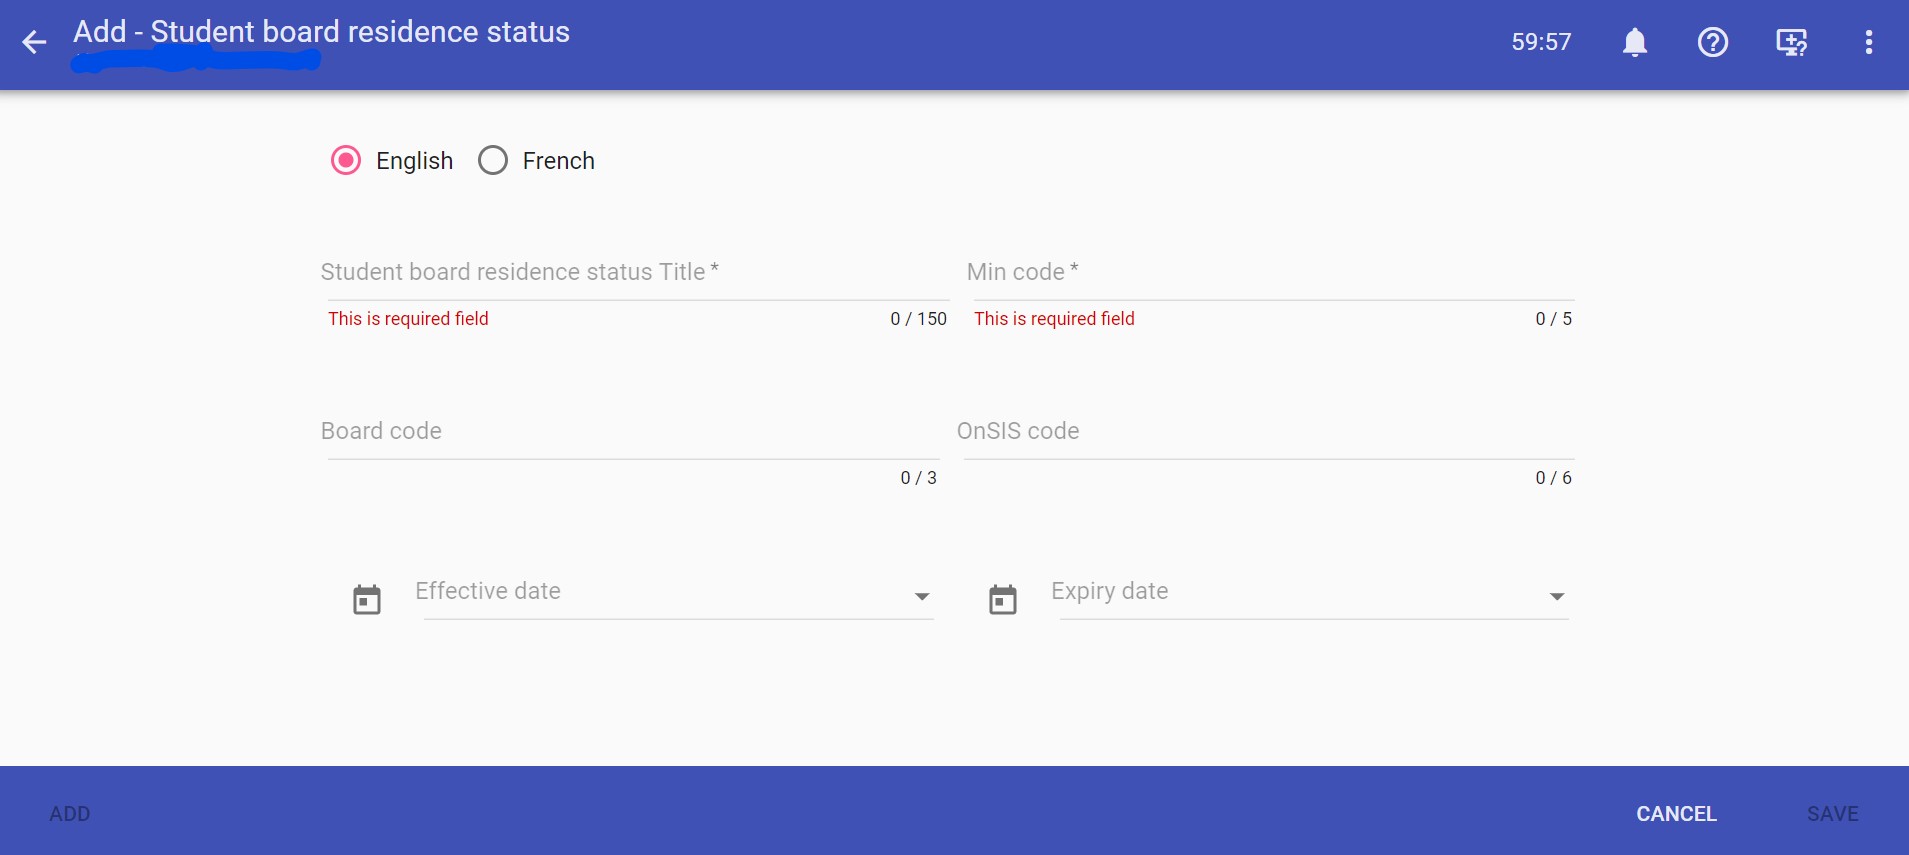 Add - Student board residence status
59:57
English
French
Student board residence status Title *
Min code *
This is required field
0 / 150
This is required field
0 / 5
Board code
OnSIS code
0 / 3
0 / 6
Effective date
Expiry date
ADD
CANCEL
SAVE